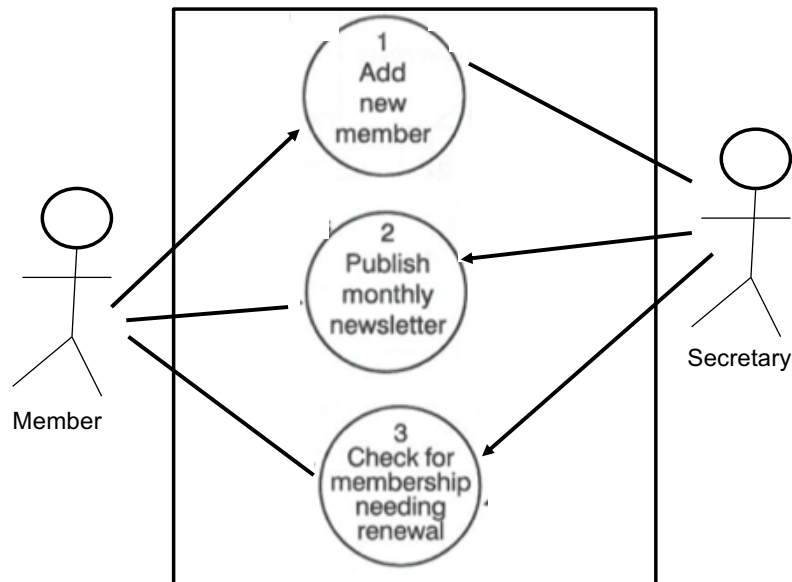 1
Add
new
member
2
Publish
monthly
newsletter
Secretary
Member
3
Check for
membership
needing
renewal